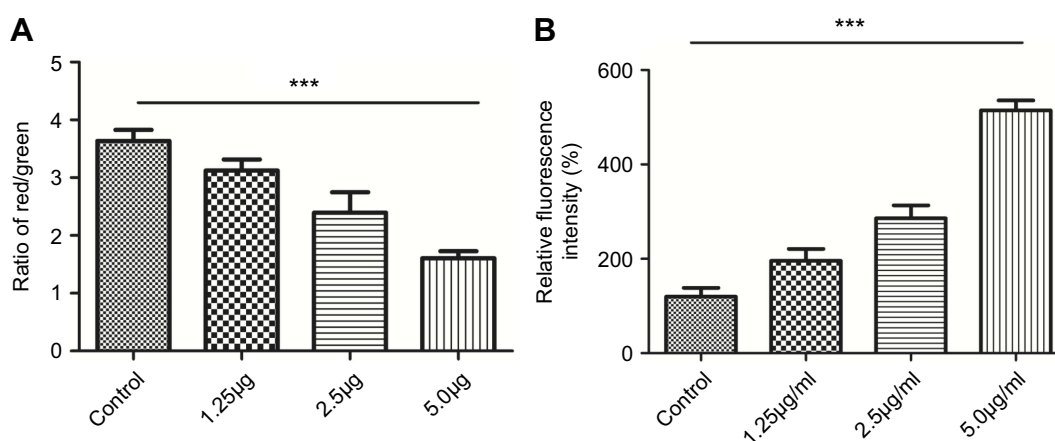 A
***
Ratio of red/green
5
4
3
2
1
0
Control
1.25µg
2.5µg
5.0µg
B
***
Relative fluorescence
intensity (%)
600
400
200
0
Control
1.25µg/ml
2.5µg/ml
5.0µg/ml